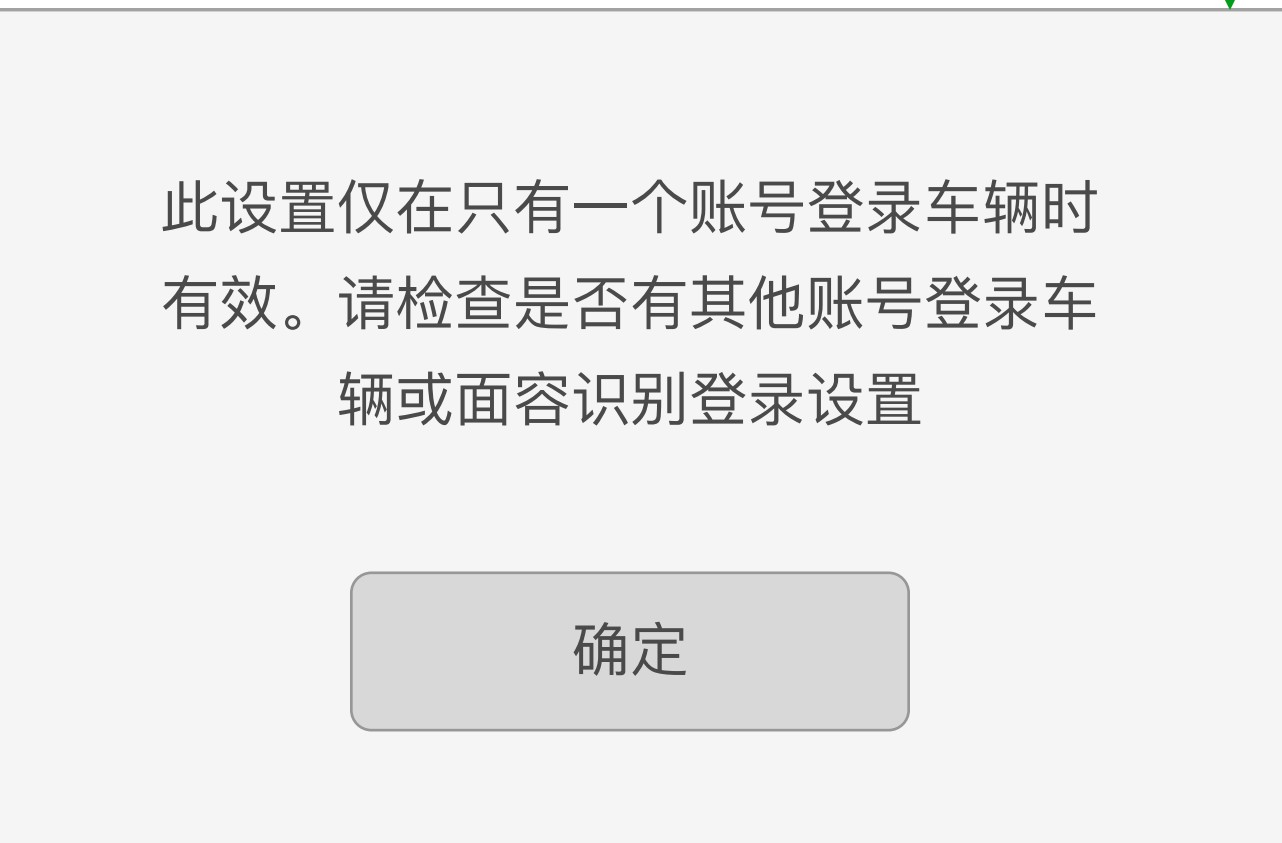 此设置仅在只有一个账号登录车辆时
有效。请检查是否有其他账号登录车
辆或面容识别登录设置
确定